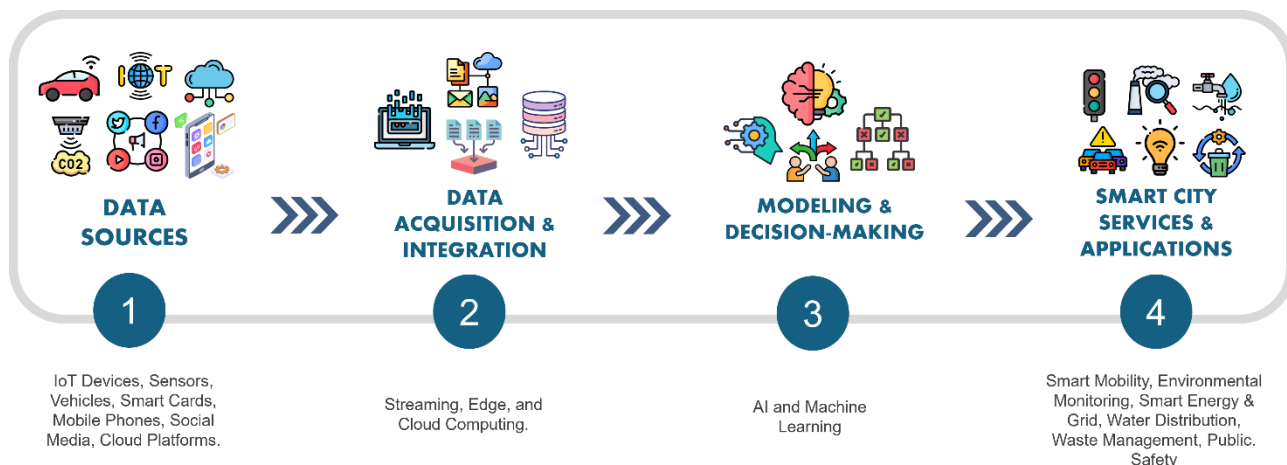 IoT
CO2
DATA
SOURCES
1
IoT Devices, Sensors,
Vehicles, Smart Cards,
Mobile Phones, Social
Media, Cloud Platforms.
DATA
ACQUISITION &
INTEGRATION
2
Streaming, Edge, and
Cloud Computing.
MODELING &
DECISION-MAKING
3
AI and Machine
Learning
SMART CITY
SERVICES &
APPLICATIONS
4
Smart Mobility, Environmental
Monitoring, Smart Energy &
Grid, Water Distribution,
Waste Management, Public.
Safety